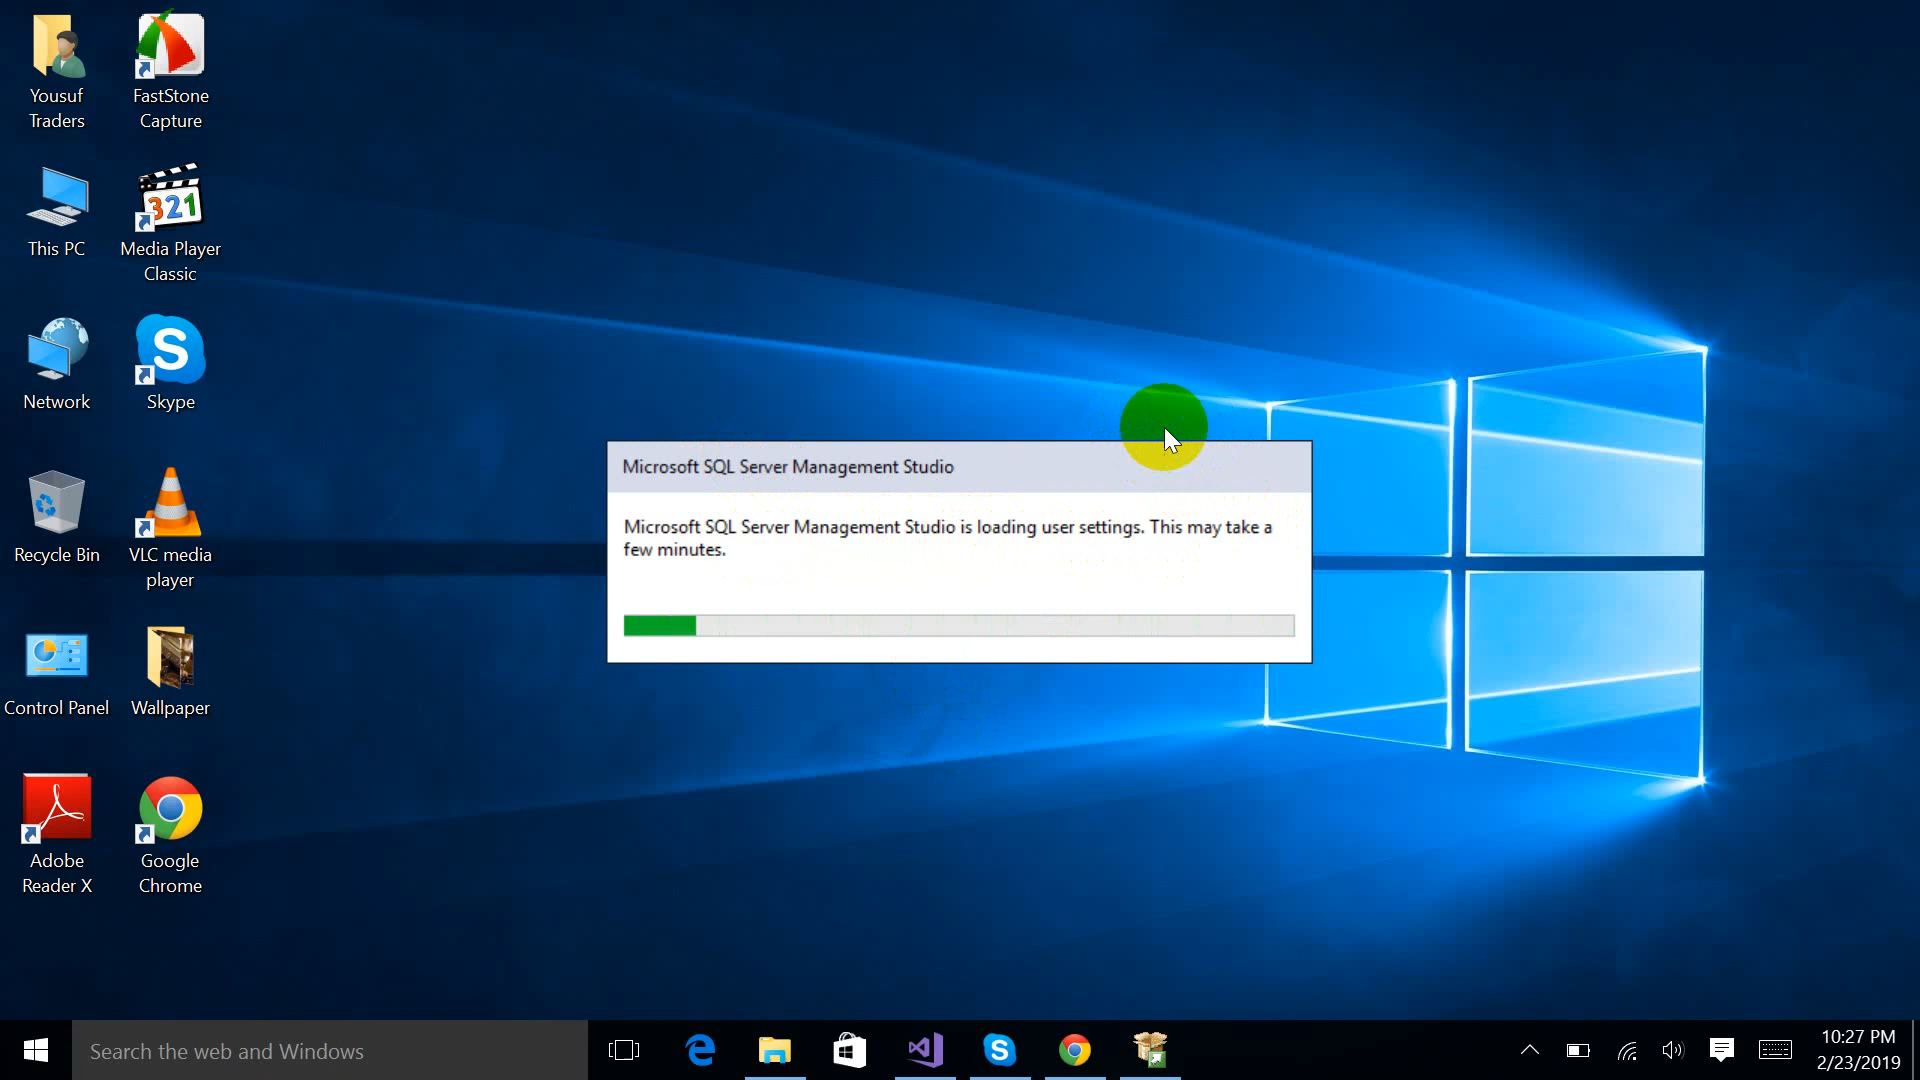 Yousuf
Traders
FastStone
Capture
This PC
321
Media Player
Classic
Network
S
Skype
Recycle Bin
VLC media
player
Control Panel
Wallpaper
Adobe
Reader X
Google
Chrome
Microsoft SQL Server Management Studio
Microsoft SQL Server Management Studio is loading user settings. This may take a
few minutes.
Search the web and Windows
S
10:27 PM
2/23/2019